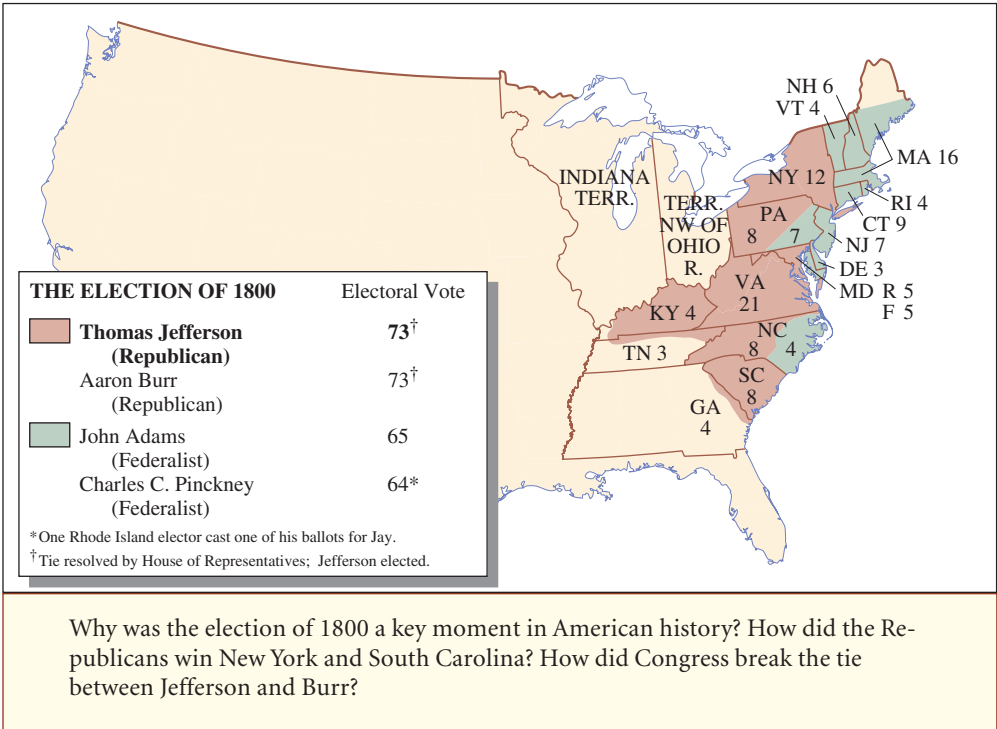 NH 6
VT 4
MA 16
NY 12
INDIANA
TERR.
TERR.
NW OF
OHIO
R.
PA
8
7
RI 4
CT 9
NJ 7
DE 3
MD R 5
F 5
VA
21
KY 4
NC
8
4
TN 3
SC
8
GA
4
THE ELECTION OF 1800 Electoral Vote
Thomas Jefferson 73†
(Republican)
Aaron Burr 73†
(Republican)
John Adams 65
(Federalist)
Charles C. Pinckney 64*
(Federalist)
*One Rhode Island elector cast one of his ballots for Jay.
†Tie resolved by House of Representatives; Jefferson elected.
Why was the election of 1800 a key moment in American history? How did the Re-
publicans win New York and South Carolina? How did Congress break the tie
between Jefferson and Burr?